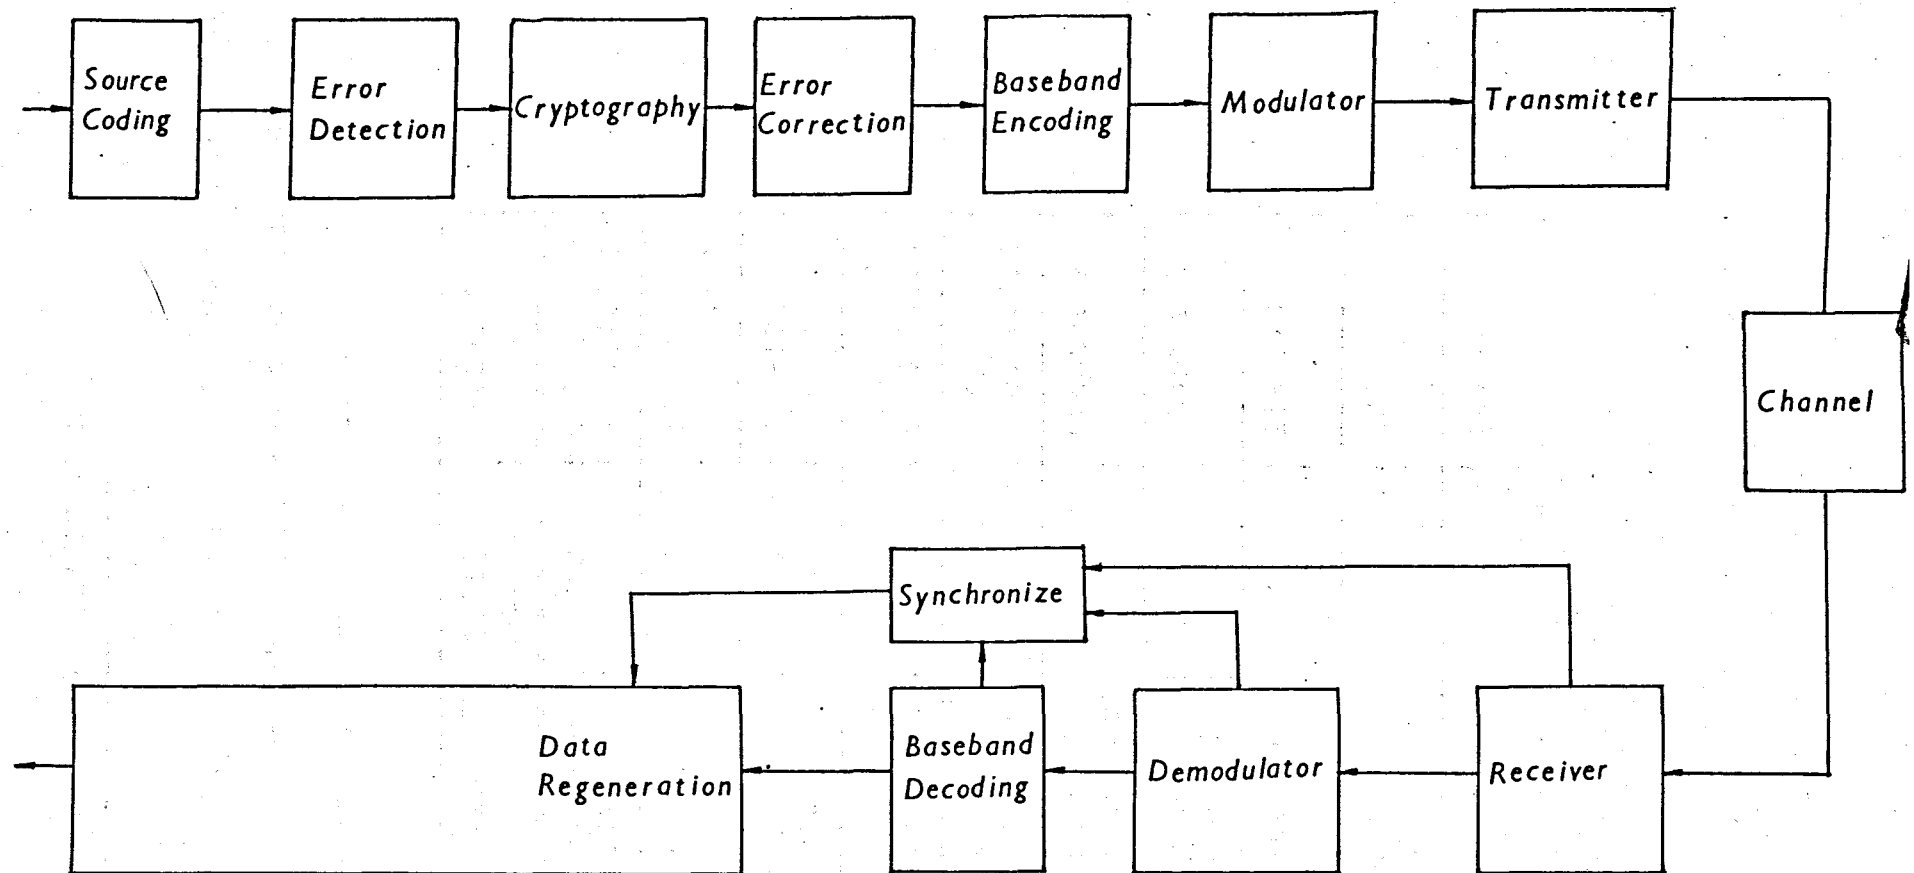 Source
Coding
Error
Detection
Cryptography
Error
Correction
Baseband
Encoding
Modulator
Transmitter
Channel
Synchronize
Data
Regeneration
Baseband
Decoding
Demodulator
Receiver